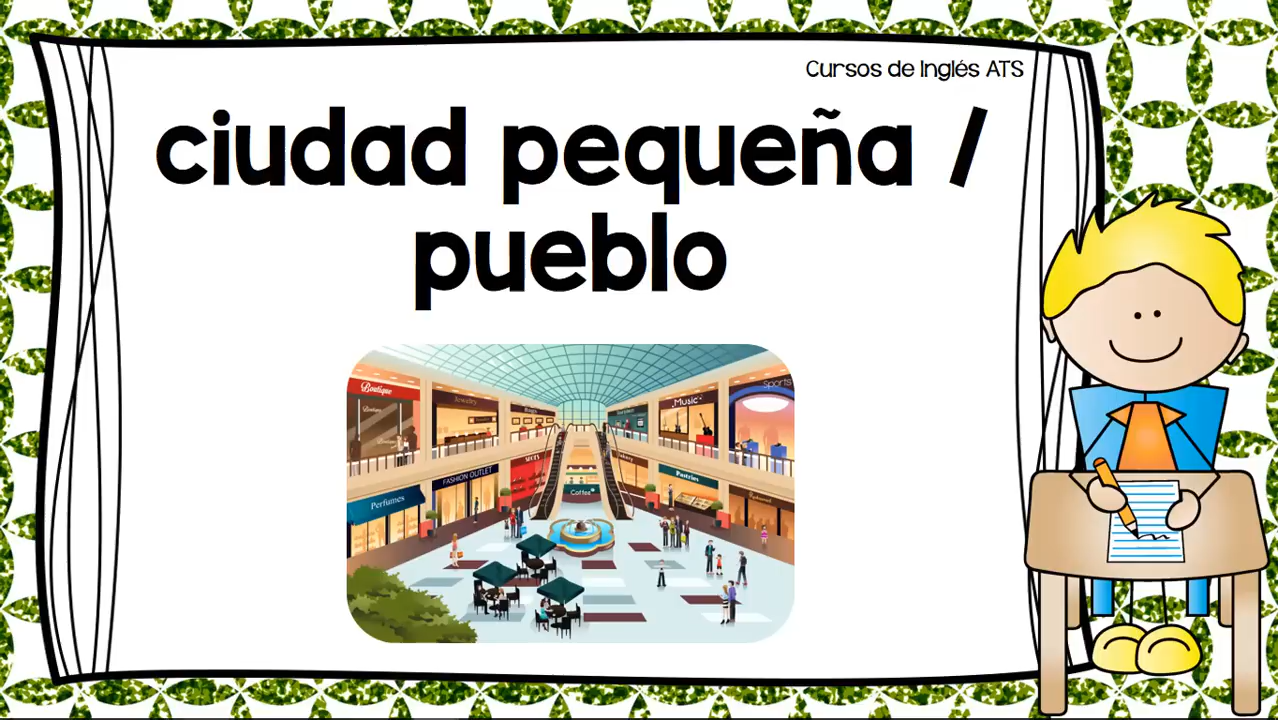 Cursos de Inglés ATS
ciudad pequeña /
pueblo
Boutique
Jewelry
Music
Sports
FASHION OUTLET
Perfumes
Pastries
Coffee